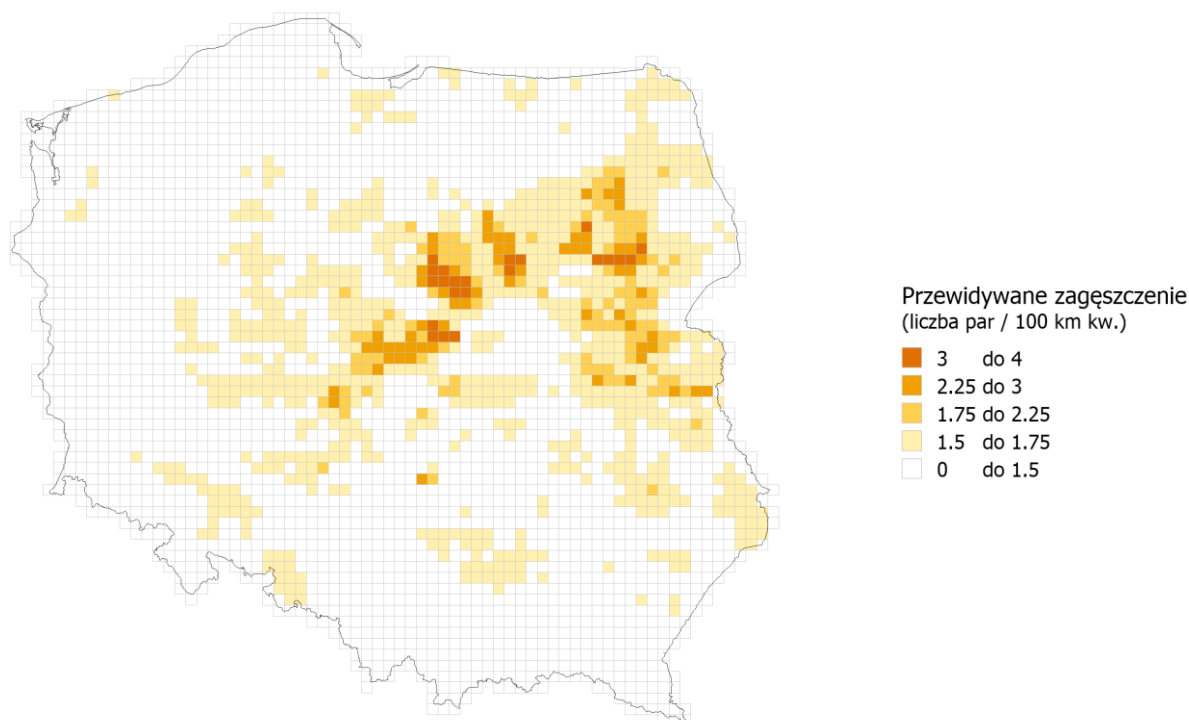 Przewidywane zagęszczenie
(liczba par / 100 km kw.)
3 do 4
2.25 do 3
1.75 do 2.25
1.5 do 1.75
0 do 1.5